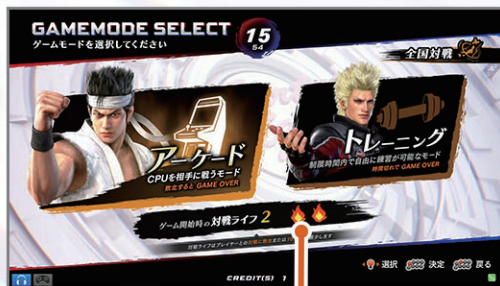 GAMEMODE SELECT
ゲームモードを選択してください
15
54
全国対戦
アーケード
CPUを相手に戦うモード
敗北すると GAME OVER
トレーニング
制限時間内で自由に練習が可能なモード
時間切れで GAME OVER
ゲーム開始時の対戦ライフ 2
選択 決定 戻る
CREDIT(S) 1